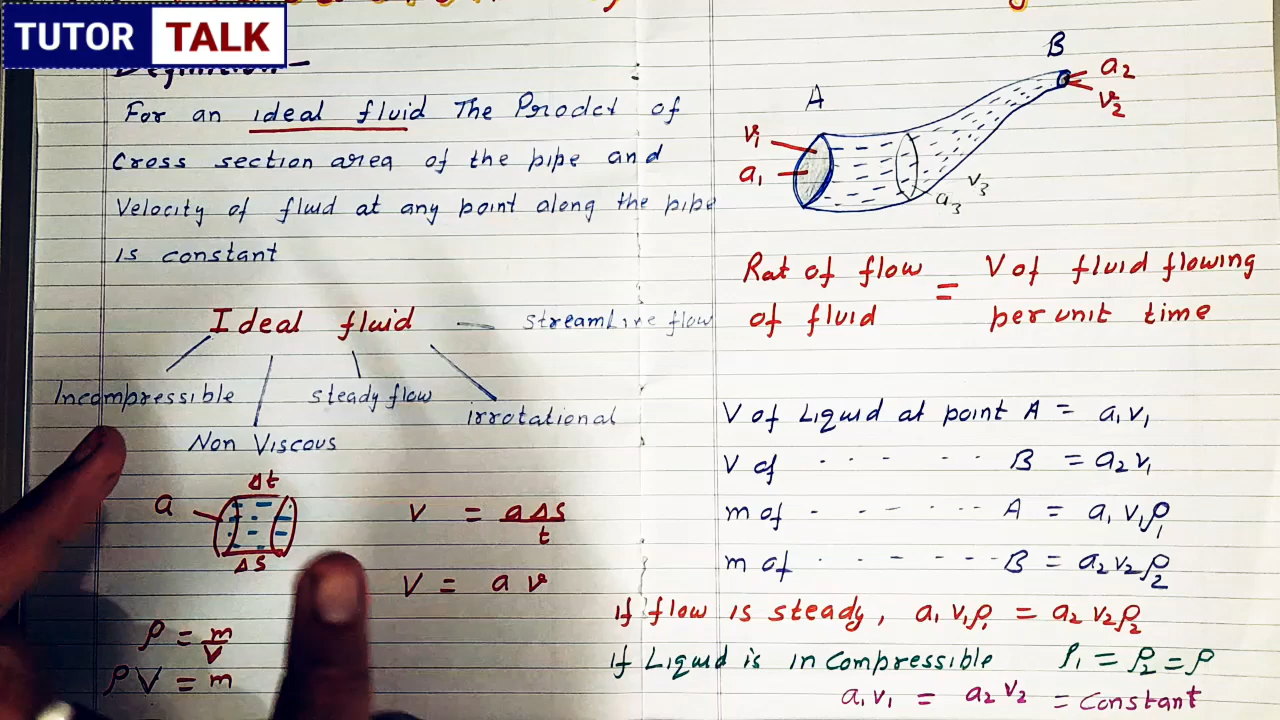 TUTOR TALK
Definition-
For an ideal fluid The Prodct of
Cross section area of the pipe and
Velocity of fluid at any point along the pipe
is constant
Ideal fluid — streamLine flow
Incompressible
steady flow
irrotational
Non Viscous
Δt
a
ΔS
V = aΔs/t
V = a v
ρ = m/V
ρV = m
A
B
a2
v2
v1
a1
v3
a3
Rat of flow of fluid = V of fluid flowing per unit time
V of Liquid at point A = a1v1
V of - - - - - B = a2v1
m of - - - - - A = a1v1ρ1
m of - - - - - B = a2v2ρ2
if flow is steady, a1v1ρ1 = a2v2ρ2
if Liquid is incompressible ρ1 = ρ2 = ρ
a1v1 = a2v2 = Constant